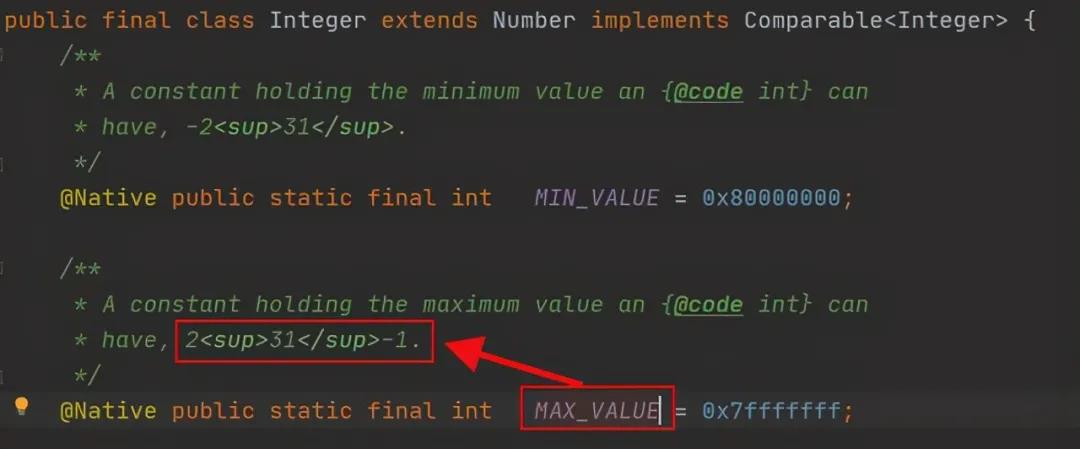 public final class Integer extends Number implements Comparable<Integer> {
/**
* A constant holding the minimum value an {@code int} can
* have, -2<sup>31</sup>.
*/
@Native public static final int MIN_VALUE = 0x80000000;
/**
* A constant holding the maximum value an {@code int} can
* have, 2<sup>31</sup>-1.
*/
@Native public static final int MAX_VALUE = 0x7fffffff;